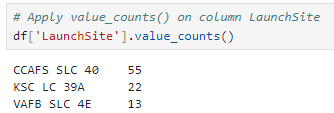 # Apply value_counts() on column LaunchSite
df['LaunchSite'].value_counts()
CCAFS SLC 40    55
KSC LC 39A      22
VAFB SLC 4E     13